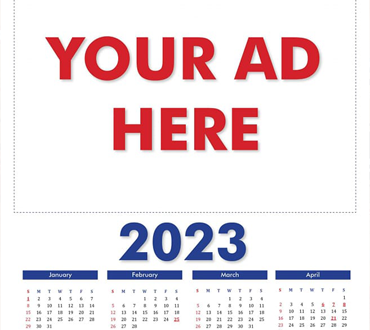 YOUR AD
HERE
2023
January February March April
S M T W T F S S M T W T F S S M T W T F S S M T W T F S
1 2 3 4 5 6 7 1 2 3 4 1 2 3 4 1
8 9 10 11 12 13 14 5 6 7 8 9 10 11 5 6 7 8 9 10 11 2 3 4 5 6 7 8
15 16 17 18 19 20 21 12 13 14 15 16 17 18 12 13 14 15 16 17 18 9 10 11 12 13 14 15
22 23 24 25 26 27 28 19 20 21 22 23 24 25 19 20 21 22 23 24 25 16 17 18 19 20 21 22
29 30 31 26 27 28 26 27 28 29 30 31 24 25 26 27 28 29